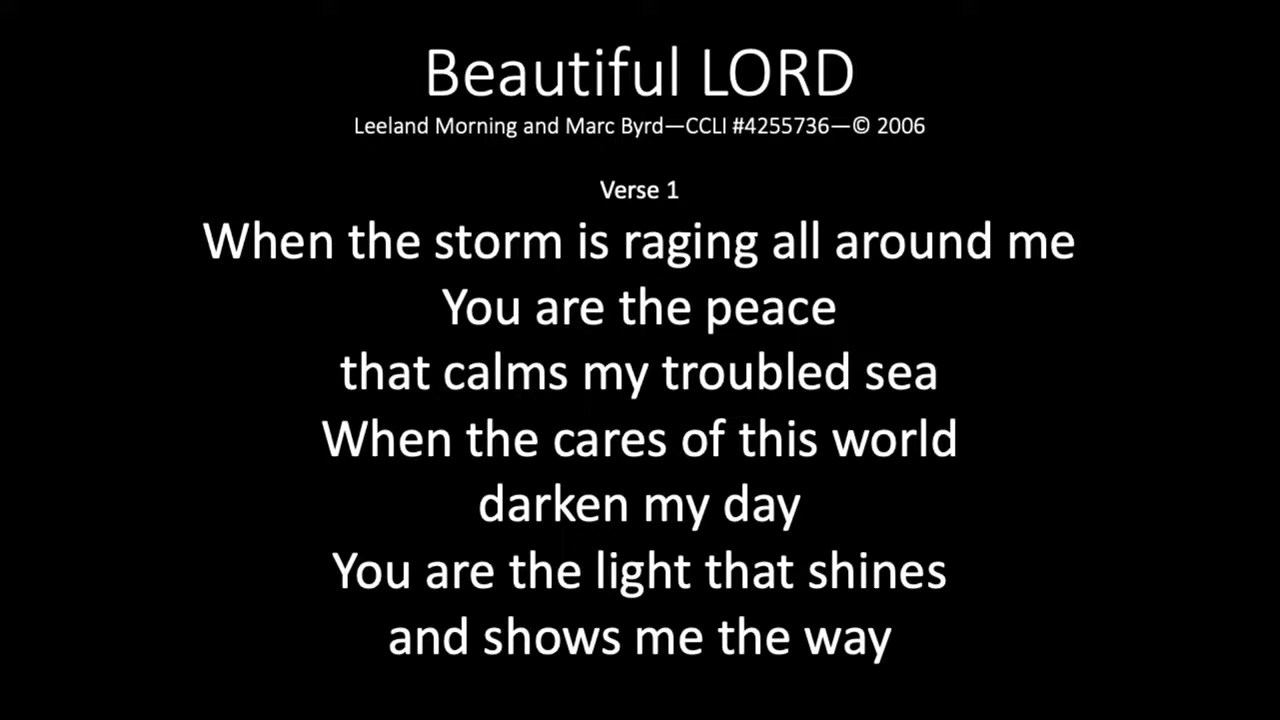 Beautiful LORD
Leeland Morning and Marc Byrd—CCLI #4255736—© 2006
Verse 1
When the storm is raging all around me
You are the peace
that calms my troubled sea
When the cares of this world
darken my day
You are the light that shines
and shows me the way